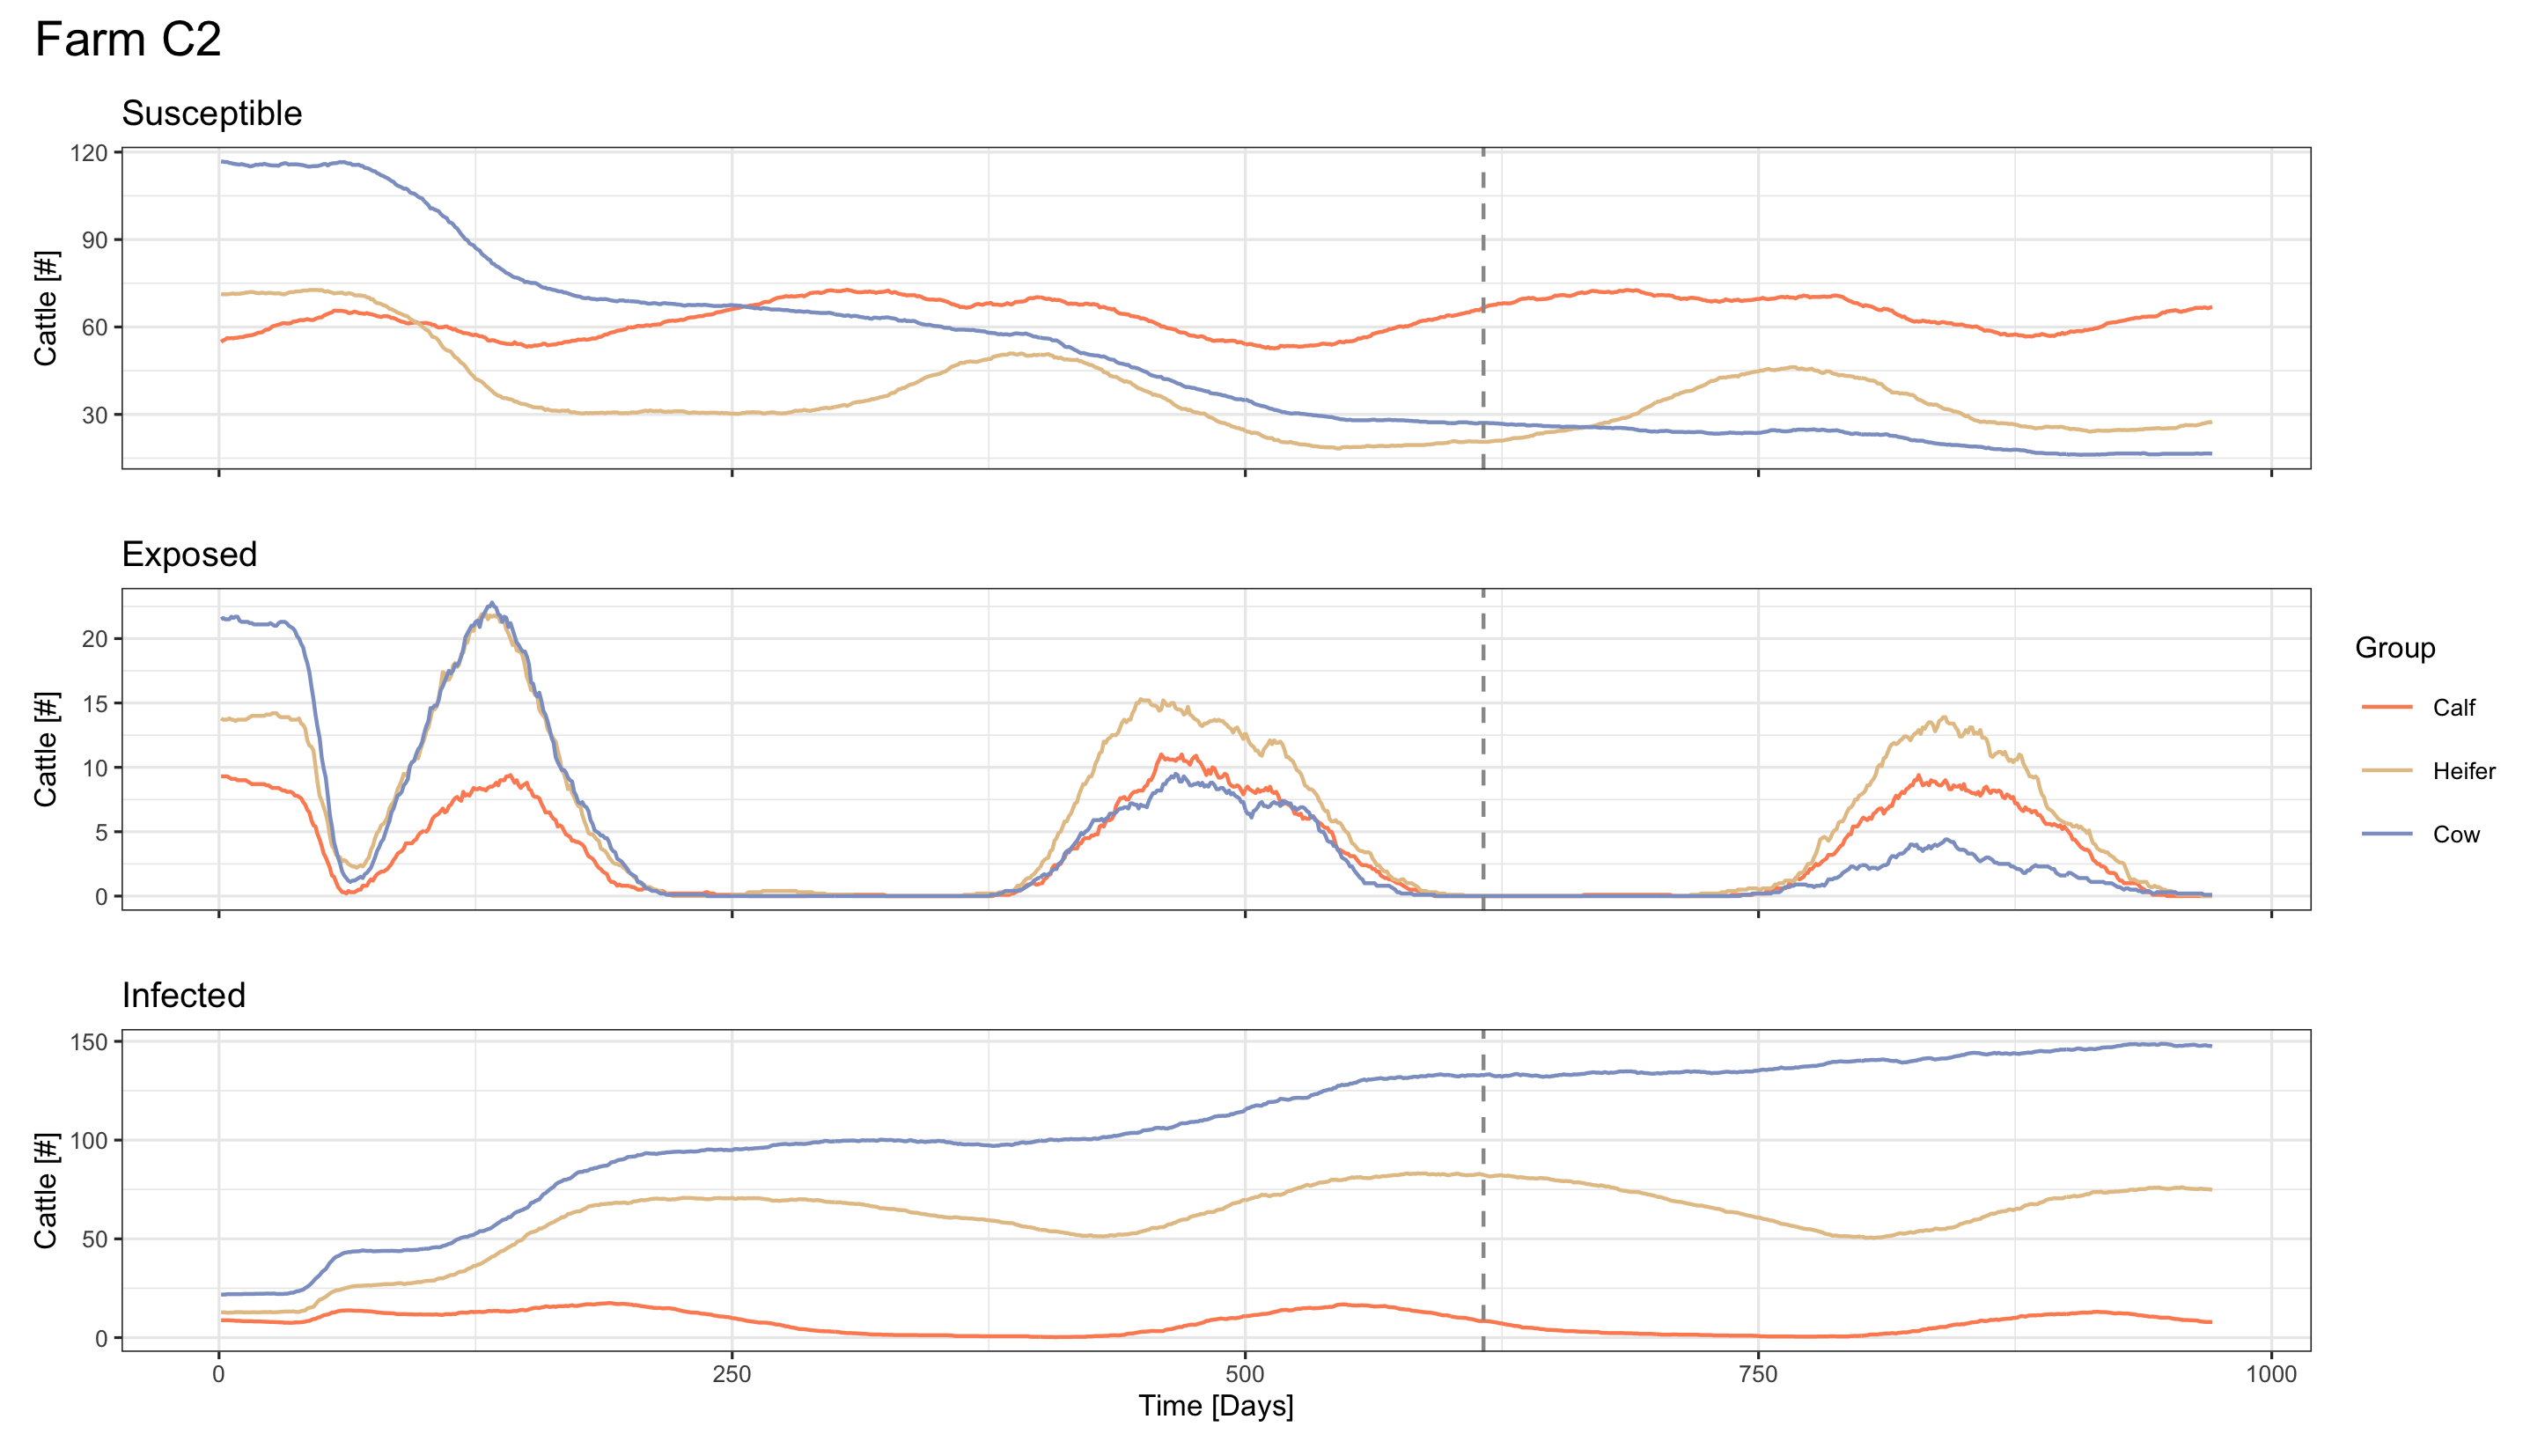 Farm C2
Susceptible
120
90
60
30
Cattle [#]
Exposed
20
15
10
5
0
Cattle [#]
Group
Calf
Heifer
Cow
Infected
150
100
50
0
Cattle [#]
0 250 500 750 1000
Time [Days]